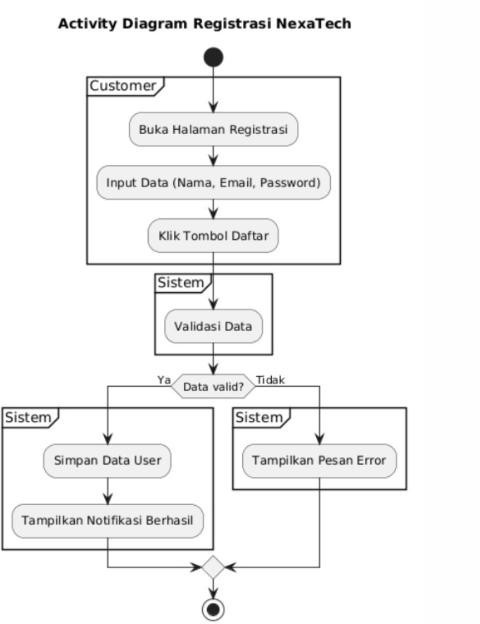 Activity Diagram Registrasi NexaTech
Customer
Buka Halaman Registrasi
Input Data (Nama, Email, Password)
Klik Tombol Daftar
Sistem
Validasi Data
Ya
Data valid?
Tidak
Sistem
Simpan Data User
Tampilkan Notifikasi Berhasil
Sistem
Tampilkan Pesan Error